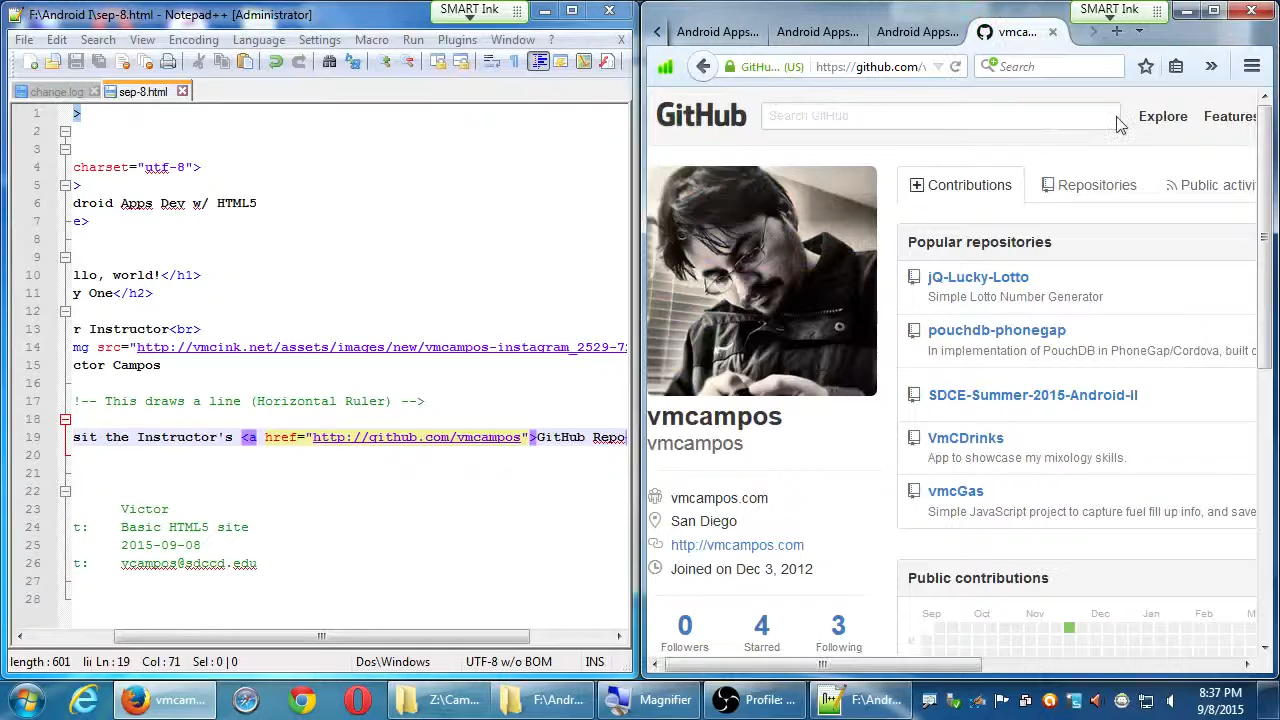 F:\Android I\sep-8.html - Notepad++ [Administrator]
SMART Ink
File Edit Search View Encoding Language Settings Macro Run Plugins Window ? X
change.log sep-8.html
1 >
2
3
4 charset="utf-8">
5 >
6 droid Apps Dev w/ HTML5
7 e>
8
9
10 llo, world!</h1>
11 y One</h2>
12
13 r Instructor<br>
14 mg src="http://vmcink.net/assets/images/new/vmcampos-instagram_2529-7
15 ctor Campos
16
17 !-- This draws a line (Horizontal Ruler) -->
18
19 sit the Instructor's <a href="http://github.com/vmcampos">GitHub Repo
20
21
22
23 Victor
24 t: Basic HTML5 site
25 2015-09-08
26 t: vcampos@sdccd.edu
27
28
length : 601 Ln : 19 Col : 71 Sel : 0 | 0 Dos\Windows UTF-8 w/o BOM INS
SMART Ink
Android Apps... Android Apps... Android Apps... vmca...
GitHu... (US) https://github.com/ Search
GitHub Search GitHub Explore Features
Contributions Repositories Public activi
Popular repositories
jQ-Lucky-Lotto
Simple Lotto Number Generator
pouchdb-phonegap
In implementation of PouchDB in PhoneGap/Cordova, built
SDCE-Summer-2015-Android-II
VmCDrinks
App to showcase my mixology skills.
vmcGas
Simple JavaScript project to capture fuel fill up info, and save
vmcampos
vmcampos
vmcampos.com
San Diego
http://vmcampos.com
Joined on Dec 3, 2012
0 4 3
Followers Starred Following
Public contributions
Sep Oct Nov Dec Jan Feb M
vmcam... Z:\Cam... F:\Andr... Magnifier Profile: ... F:\And...
8:37 PM
9/8/2015